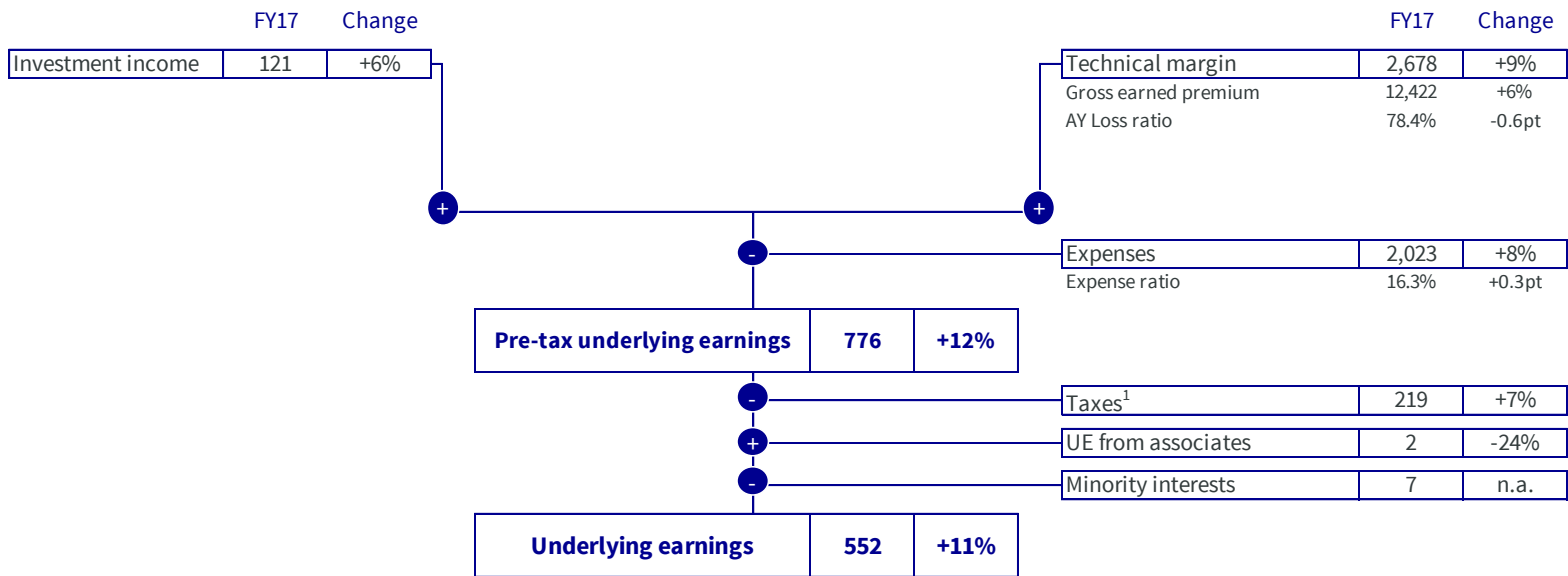 FY17 Change
Investment income 121 +6%
FY17 Change
Technical margin 2,678 +9%
Gross earned premium 12,422 +6%
AY Loss ratio 78.4% -0.6pt
+
+
-
Expenses 2,023 +8%
Expense ratio 16.3% +0.3pt
Pre-tax underlying earnings 776 +12%
-
Taxes1 219 +7%
+
UE from associates 2 -24%
-
Minority interests 7 n.a.
Underlying earnings 552 +11%